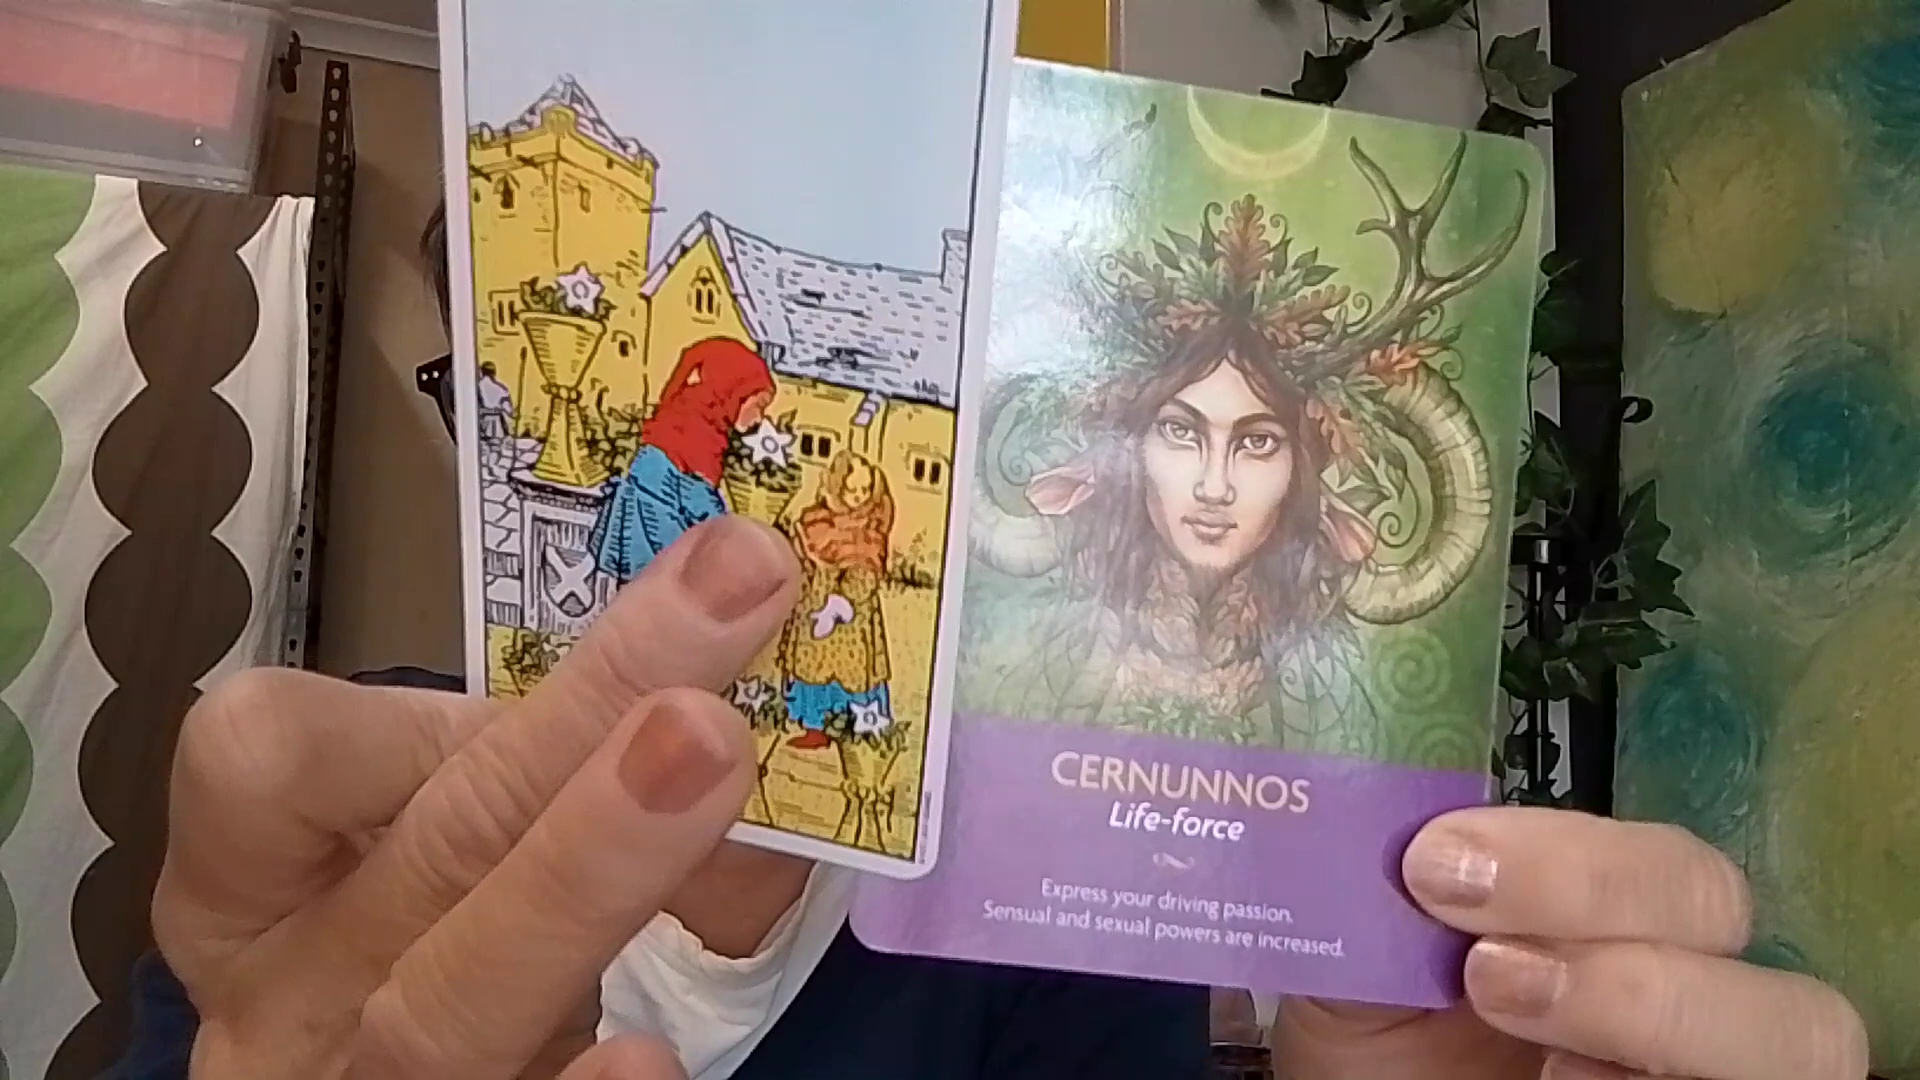 CERNUNNOS
Life-force
Express your driving passion.
Sensual and sexual powers are increased.